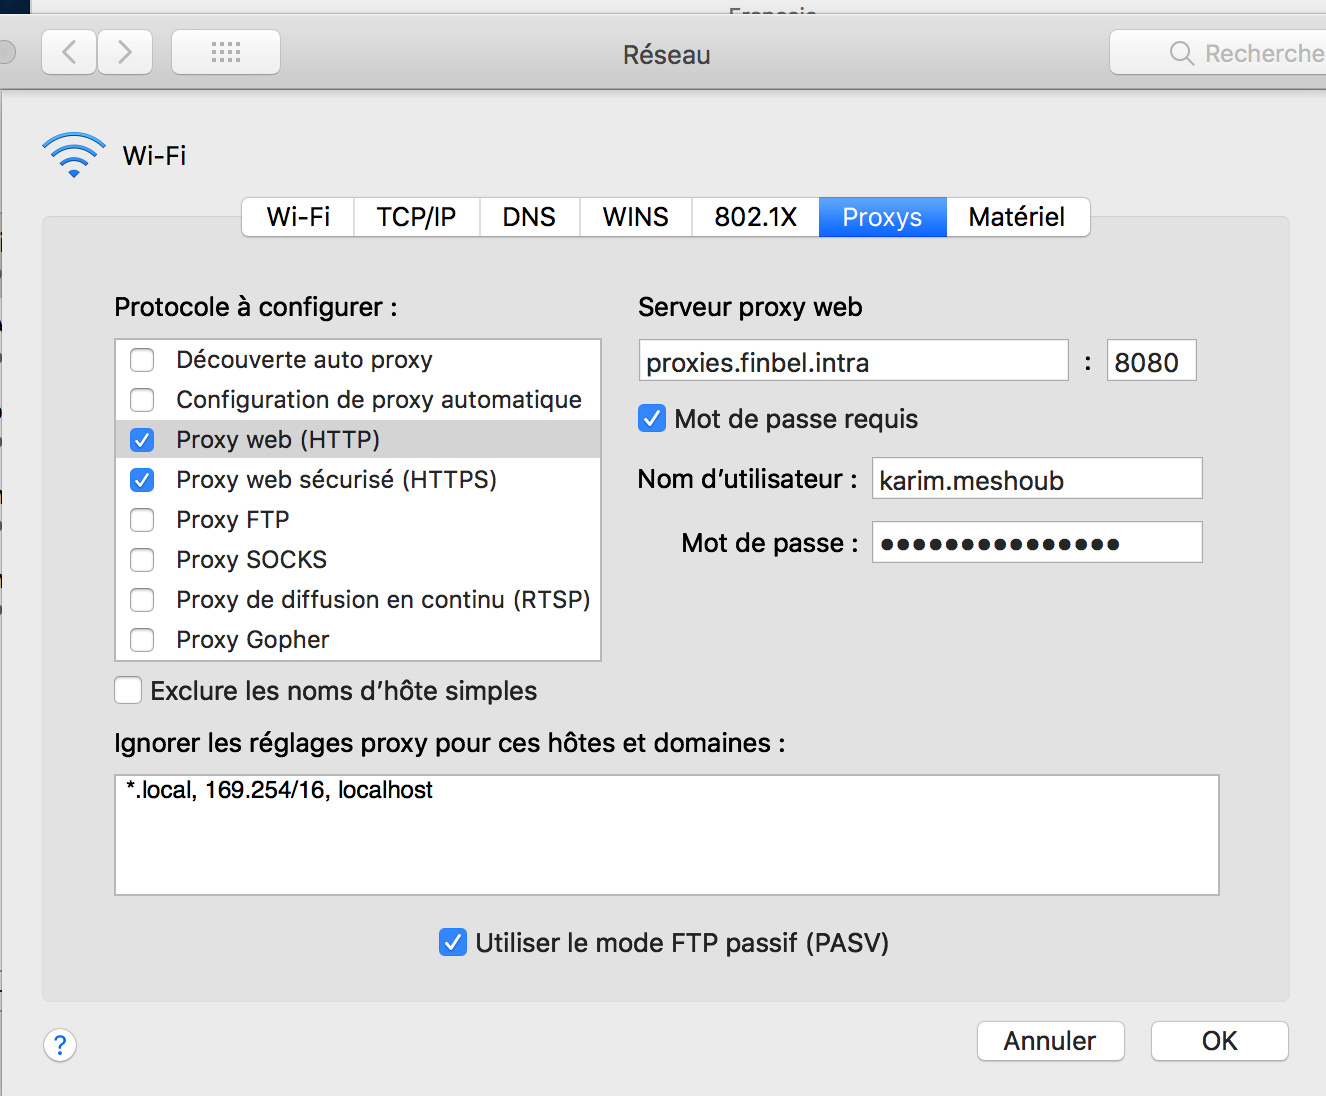 Réseau
Recherche
Wi-Fi
Wi-Fi TCP/IP DNS WINS 802.1X Proxys Matériel
Protocole à configurer :
Découverte auto proxy
Configuration de proxy automatique
Proxy web (HTTP)
Proxy web sécurisé (HTTPS)
Proxy FTP
Proxy SOCKS
Proxy de diffusion en continu (RTSP)
Proxy Gopher
Serveur proxy web
proxies.finbel.intra : 8080
Mot de passe requis
Nom d’utilisateur : karim.meshoub
Mot de passe : ●●●●●●●●●●●●●●●
Exclure les noms d’hôte simples
Ignorer les réglages proxy pour ces hôtes et domaines :
*.local, 169.254/16, localhost
Utiliser le mode FTP passif (PASV)
?
Annuler OK